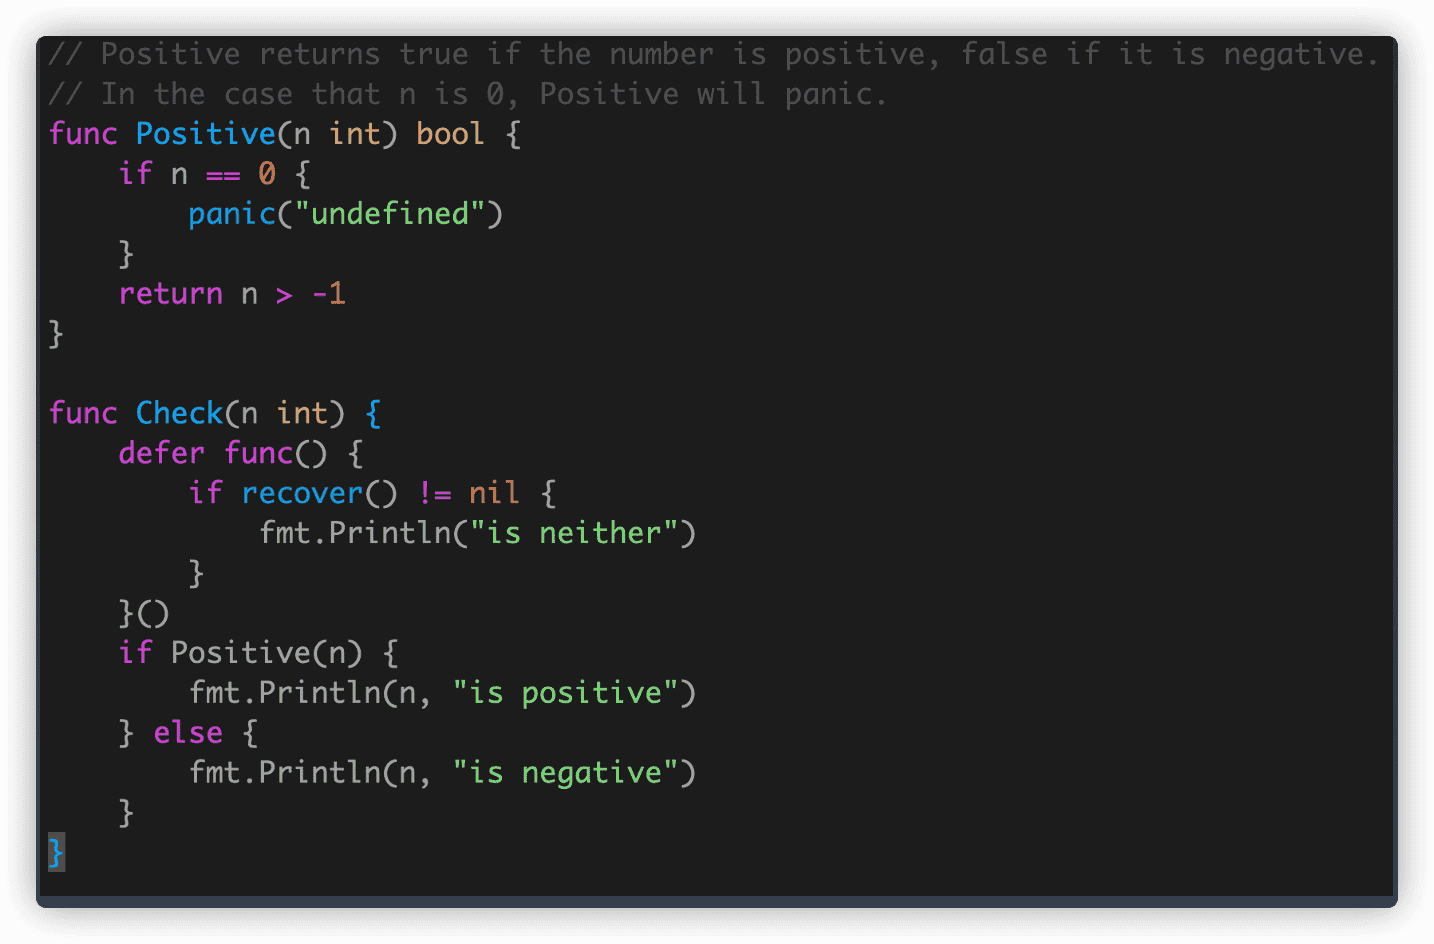 // Positive returns true if the number is positive, false if it is negative.
// In the case that n is 0, Positive will panic.
func Positive(n int) bool {
    if n == 0 {
        panic("undefined")
    }
    return n > -1
}

func Check(n int) {
    defer func() {
        if recover() != nil {
            fmt.Println("is neither")
        }
    }()
    if Positive(n) {
        fmt.Println(n, "is positive")
    } else {
        fmt.Println(n, "is negative")
    }
}